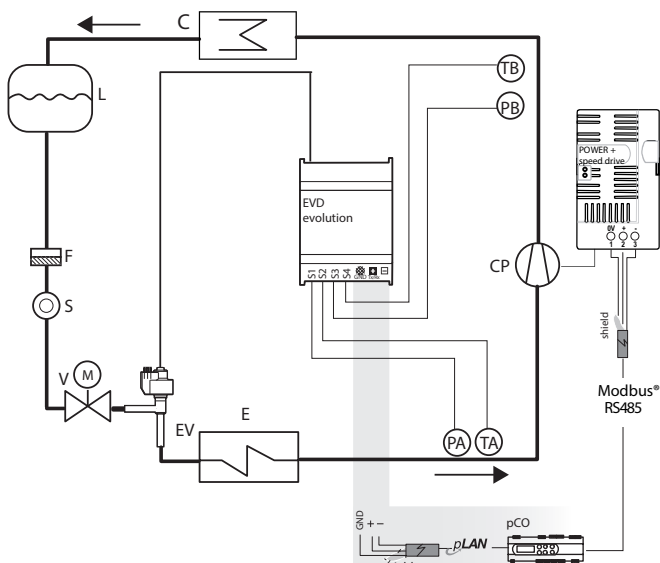 C
L
TB
PB
POWER +
speed drive
0V + -
1 2 3
EVD
evolution
S1
S2
S3
S4
GND
F
CP
S
shield
V
M
EV
E
PA
TA
Modbus®
RS485
GND
+
−
pCO
pLAN